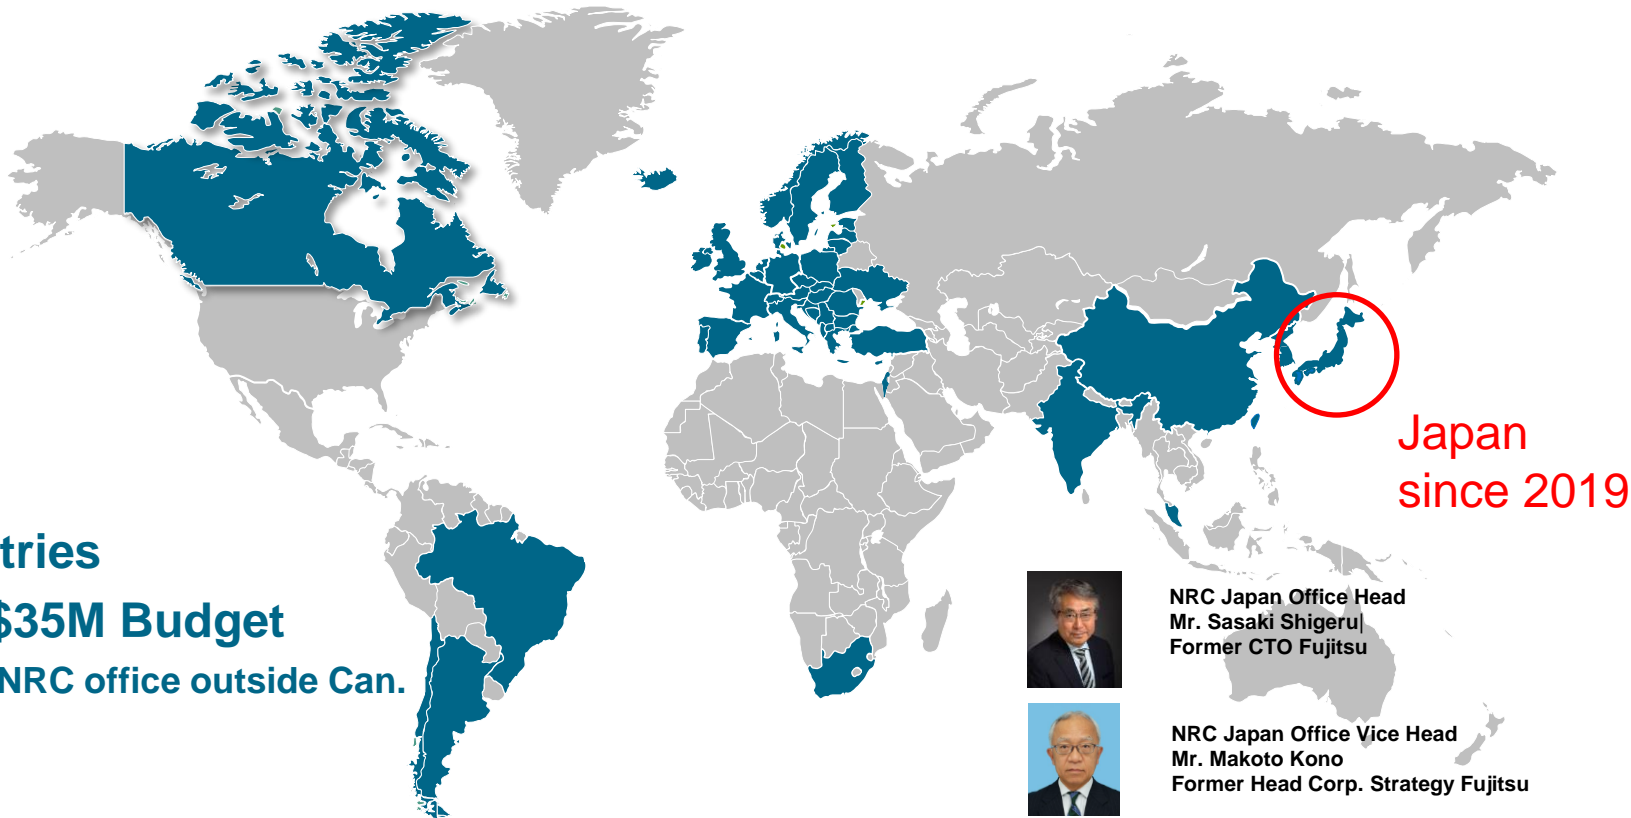 Japan
since 2019
tries
$35M Budget
NRC office outside Can.
NRC Japan Office Head
Mr. Sasaki Shigeru|
Former CTO Fujitsu
NRC Japan Office Vice Head
Mr. Makoto Kono
Former Head Corp. Strategy Fujitsu